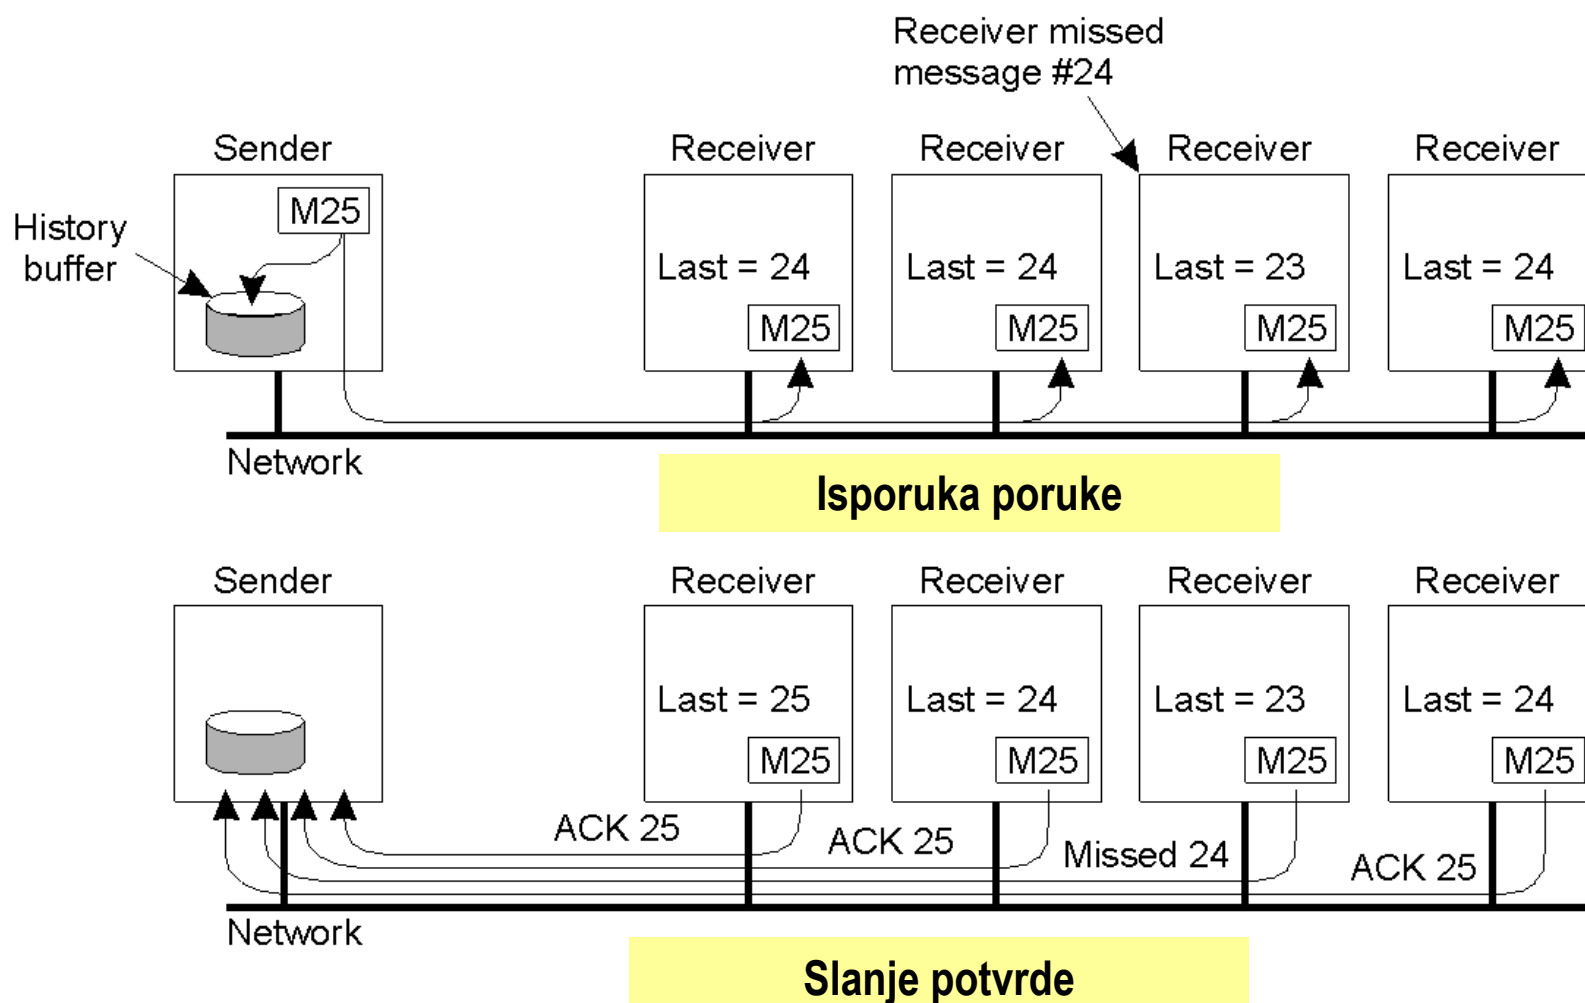 Receiver missed
message #24
Sender
Receiver
Receiver
Receiver
Receiver
History
buffer
M25
Last = 24
M25
Last = 24
M25
Last = 23
M25
Last = 24
M25
Network
Isporuka poruke
Sender
Receiver
Receiver
Receiver
Receiver
Last = 25
M25
Last = 24
M25
Last = 23
M25
Last = 24
M25
ACK 25
ACK 25
Missed 24
ACK 25
Network
Slanje potvrde